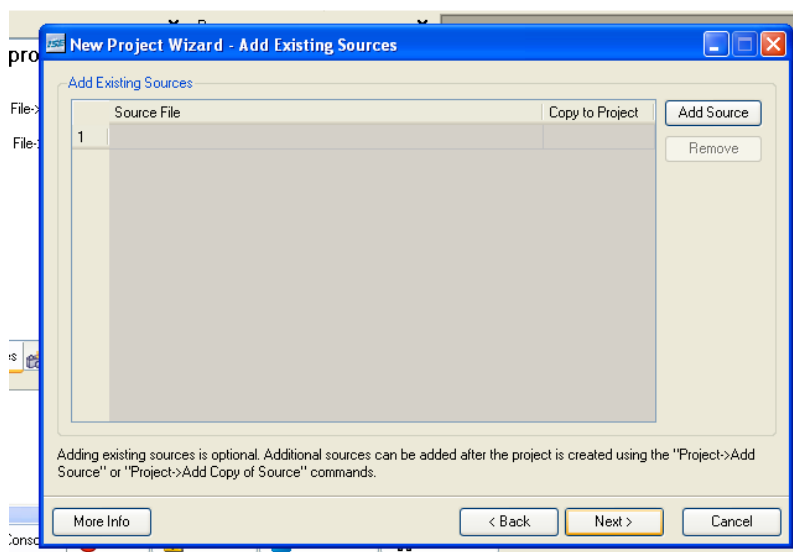 ISE New Project Wizard - Add Existing Sources
pro
Add Existing Sources
File->
Source File Copy to Project Add Source
File-
1
Remove
Adding existing sources is optional. Additional sources can be added after the project is created using the "Project->Add
Source" or "Project->Add Copy of Source" commands.
More Info < Back Next > Cancel